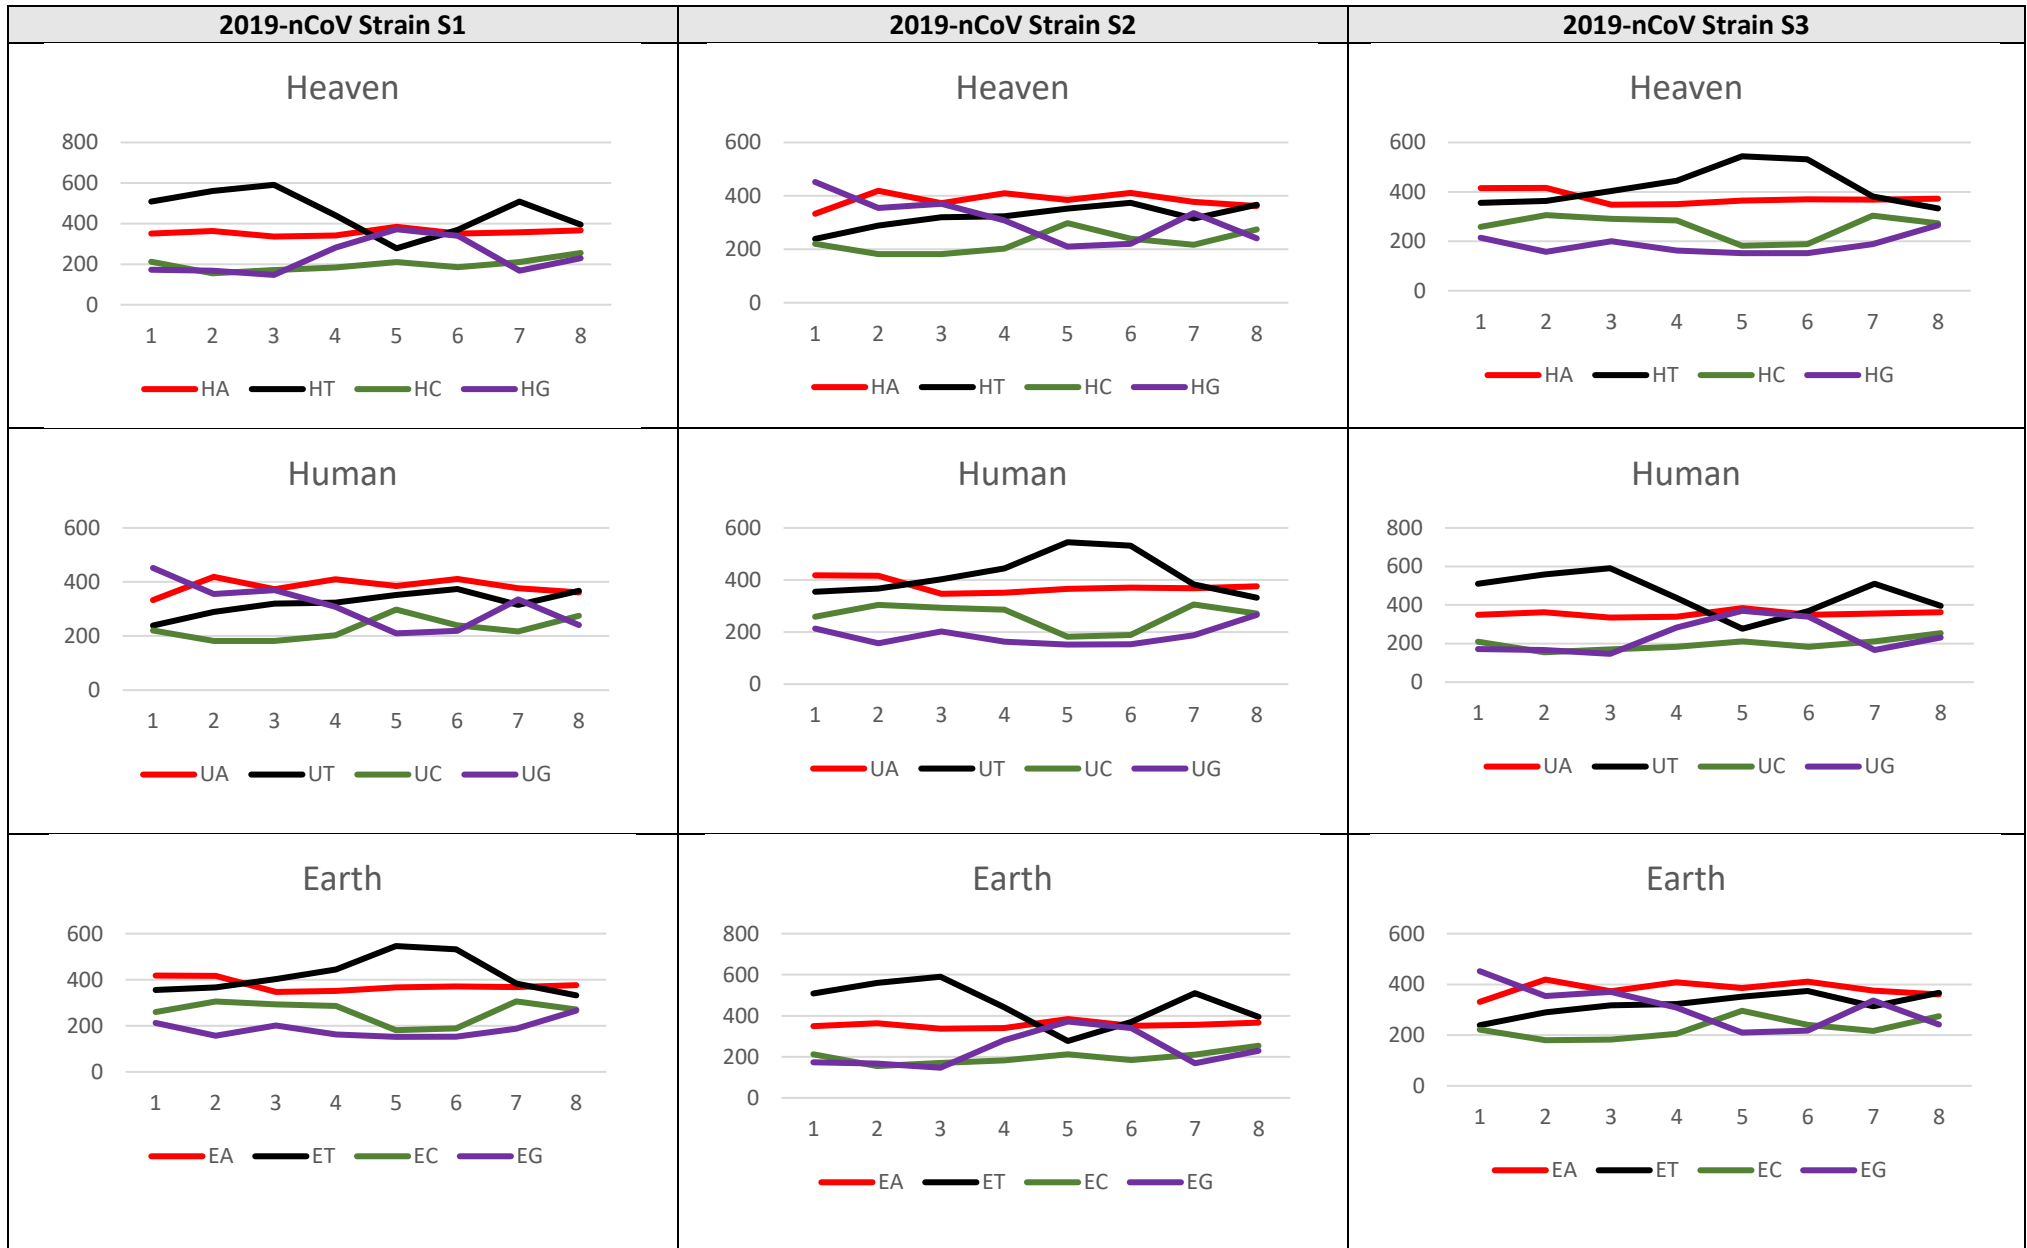 2019-nCoV Strain S1
2019-nCoV Strain S2
2019-nCoV Strain S3
Heaven
800
600
400
200
0
1 2 3 4 5 6 7 8
HA HT HC HG
Heaven
600
400
200
0
1 2 3 4 5 6 7 8
HA HT HC HG
Heaven
600
400
200
0
1 2 3 4 5 6 7 8
HA HT HC HG
Human
600
400
200
0
1 2 3 4 5 6 7 8
UA UT UC UG
Human
600
400
200
0
1 2 3 4 5 6 7 8
UA UT UC UG
Human
800
600
400
200
0
1 2 3 4 5 6 7 8
UA UT UC UG
Earth
600
400
200
0
1 2 3 4 5 6 7 8
EA ET EC EG
Earth
800
600
400
200
0
1 2 3 4 5 6 7 8
EA ET EC EG
Earth
600
400
200
0
1 2 3 4 5 6 7 8
EA ET EC EG